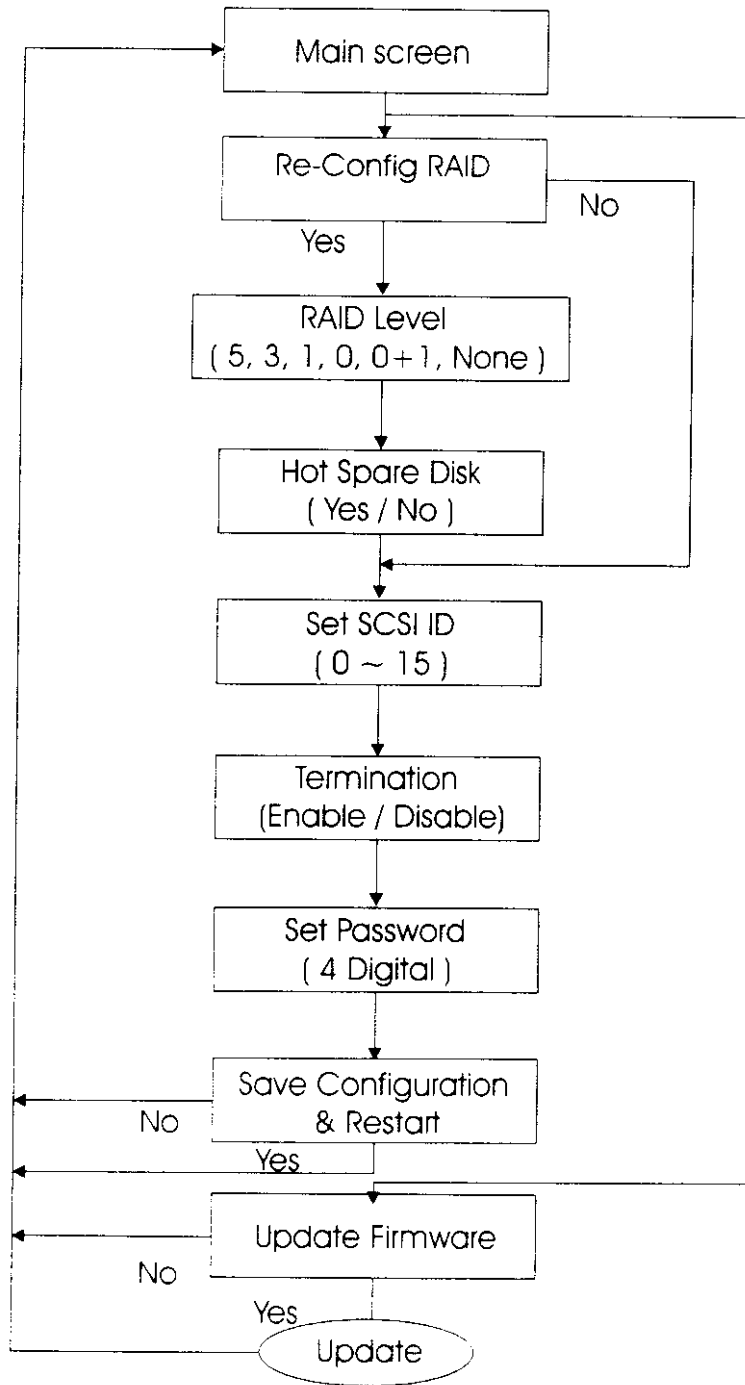 Main screen
Re-Config RAID
No
Yes
RAID Level
( 5, 3, 1, 0, 0+1, None )
Hot Spare Disk
( Yes / No )
Set SCSI ID
( 0 ~ 15 )
Termination
(Enable / Disable)
Set Password
( 4 Digital )
Save Configuration
& Restart
No
Yes
Update Firmware
No
Yes
Update